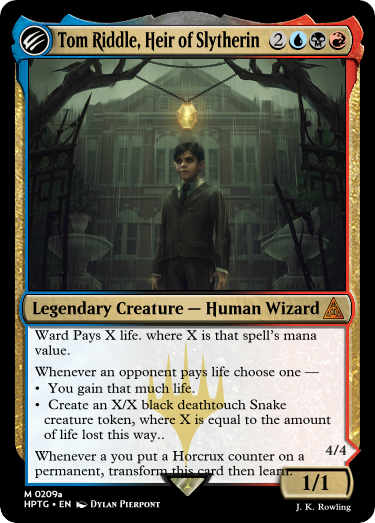 Tom Riddle, Heir of Slytherin 2
Legendary Creature — Human Wizard
Ward Pays X life. where X is that spell's mana
value.
Whenever an opponent pays life choose one —
• You gain that much life.
• Create an X/X black deathtouch Snake
creature token, where X is equal to the amount
of life lost this way..
Whenever a you put a Horcrux counter on a
permanent, transform this card then learn.
4/4
1/1
M 0209a
HPTG • EN DYLAN PIERPONT
J. K. Rowling